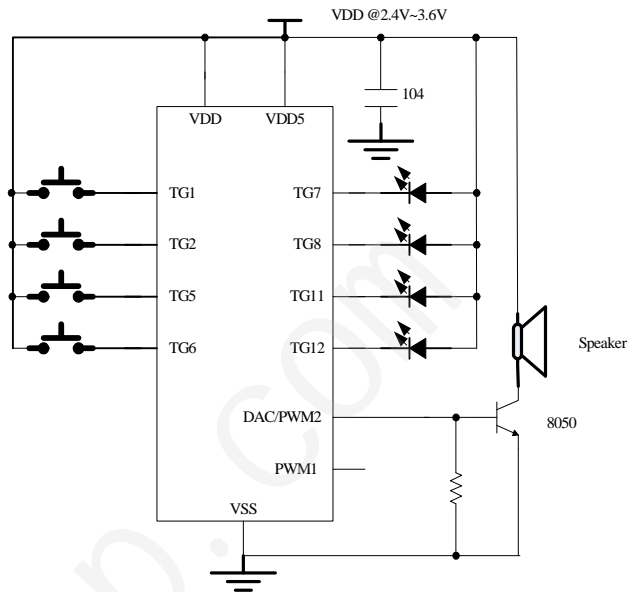 VDD @2.4V~3.6V
104
VDD VDD5
TG1 TG7
TG2 TG8
TG5 TG11
TG6 TG12
Speaker
DAC/PWM2
8050
PWM1
VSS
p.com